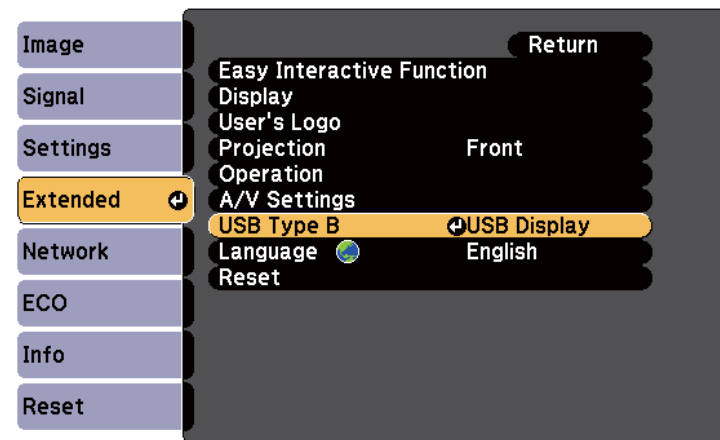 Image
Signal
Settings
Extended
Network
ECO
Info
Reset
Return
Easy Interactive Function
Display
User's Logo
Projection Front
Operation
A/V Settings
USB Type B USB Display
Language English
Reset